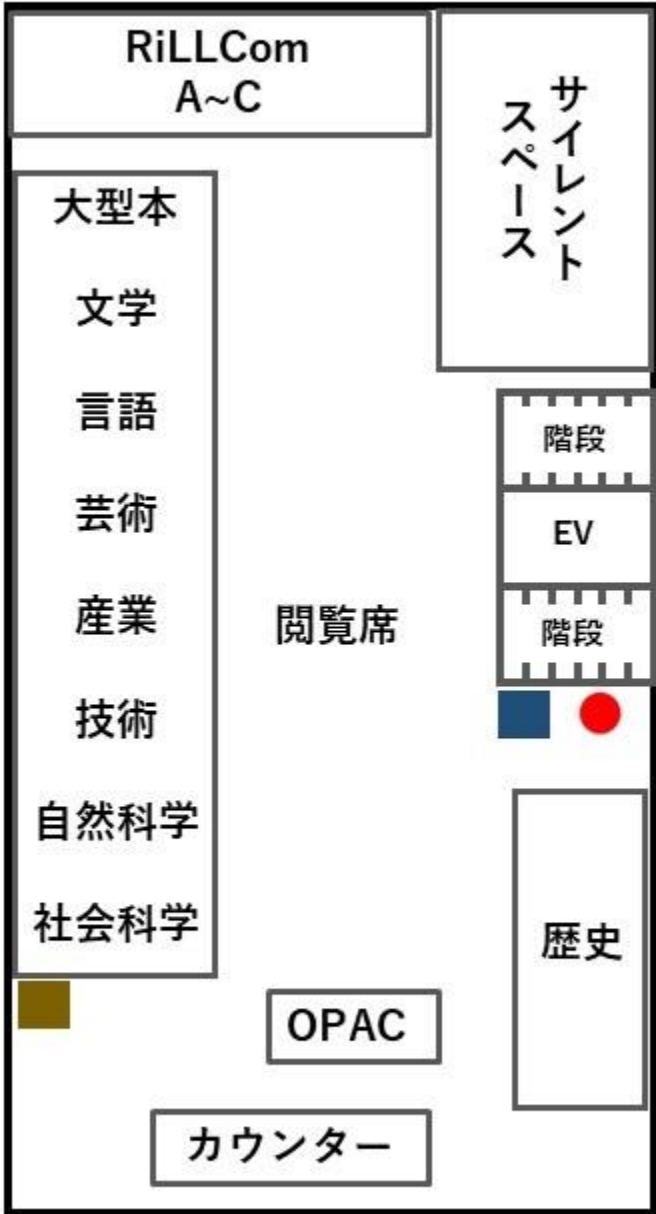 RiLLCom
A~C
サイレント
スペース
大型本
文学
言語
芸術
産業
技術
自然科学
社会科学
閲覧席
階段
EV
階段
歴史
OPAC
カウンター